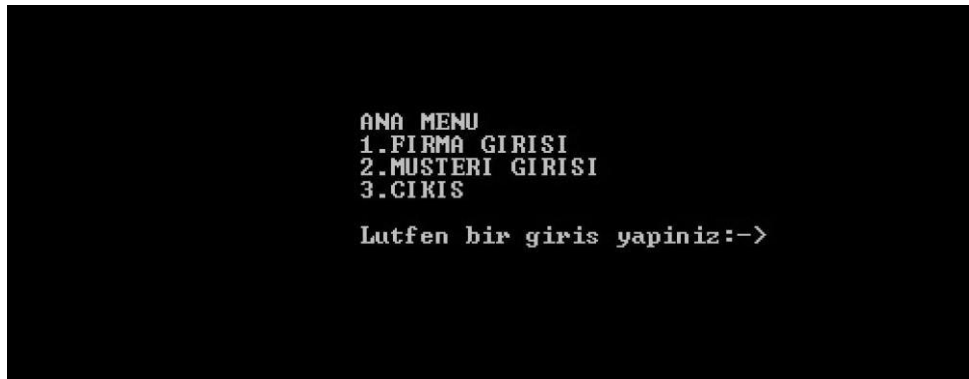 ANA MENU
1.FIRMA GIRISI
2.MUSTERI GIRISI
3.CIKIS
Lutfen bir giris yapiniz:->